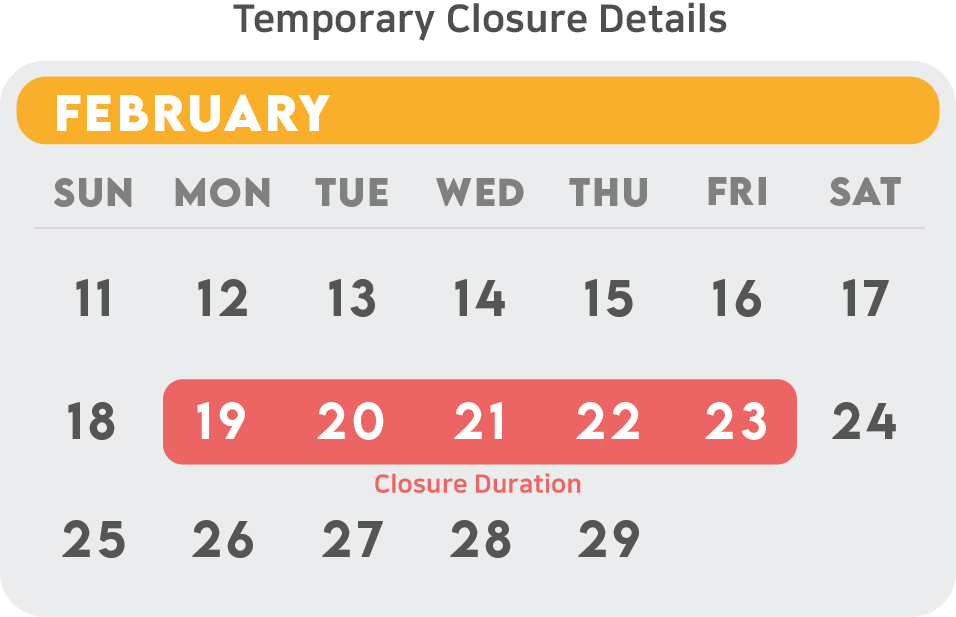 Temporary Closure Details
FEBRUARY
SUN MON TUE WED THU FRI SAT
11 12 13 14 15 16 17
18 19 20 21 22 23 24
Closure Duration
25 26 27 28 29